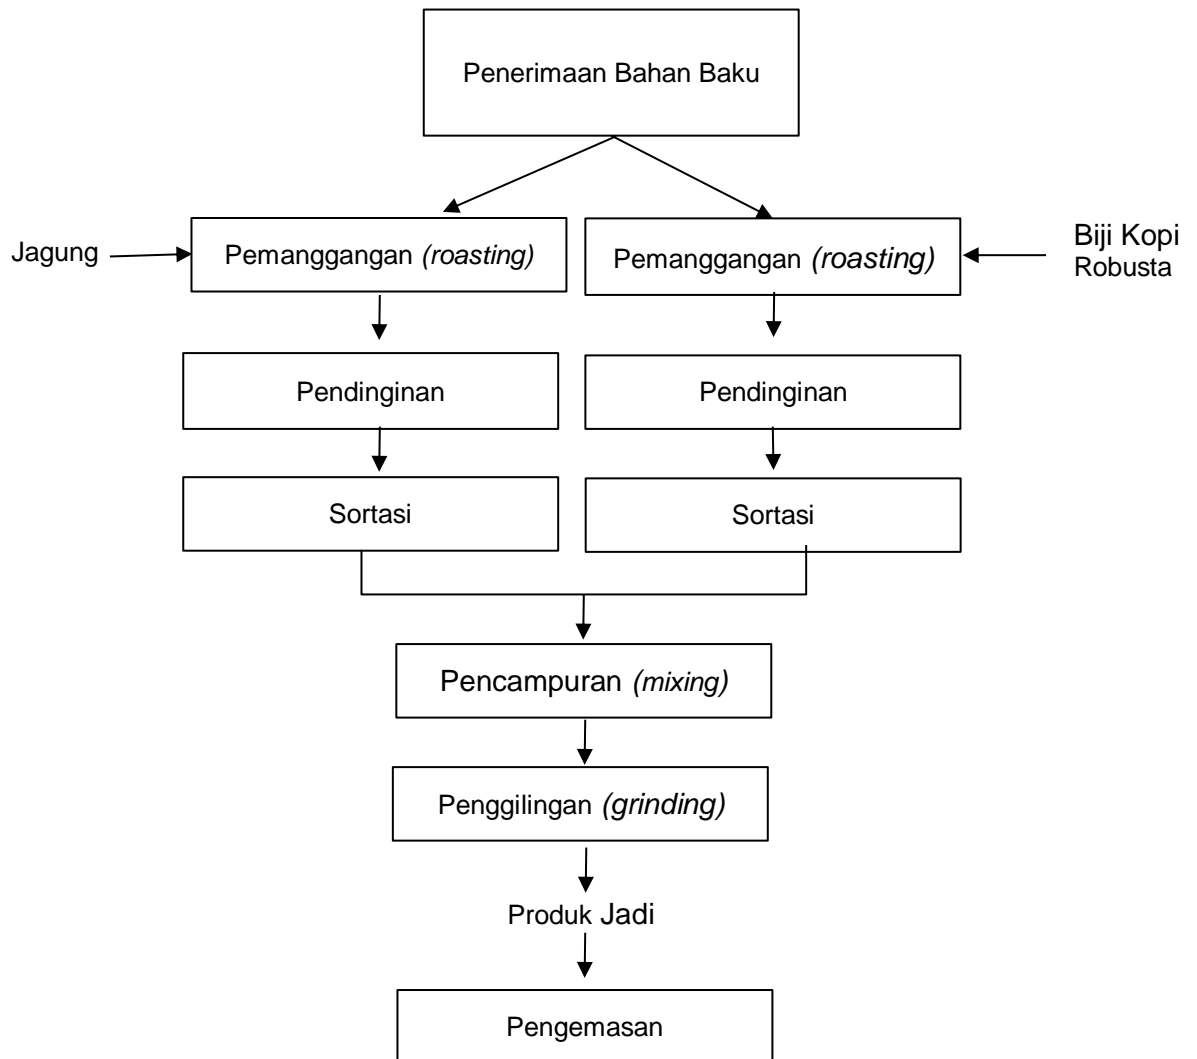 Penerimaan Bahan Baku
Jagung
Pemanggangan (roasting)
Pemanggangan (roasting)
Biji Kopi
Robusta
Pendinginan
Pendinginan
Sortasi
Sortasi
Pencampuran (mixing)
Penggilingan (grinding)
Produk Jadi
Pengemasan